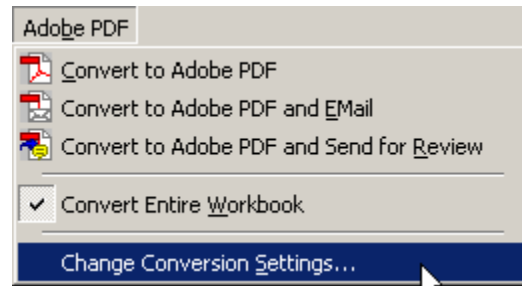 Adobe PDF
Convert to Adobe PDF
Convert to Adobe PDF and EMail
Convert to Adobe PDF and Send for Review
Convert Entire Workbook
Change Conversion Settings...